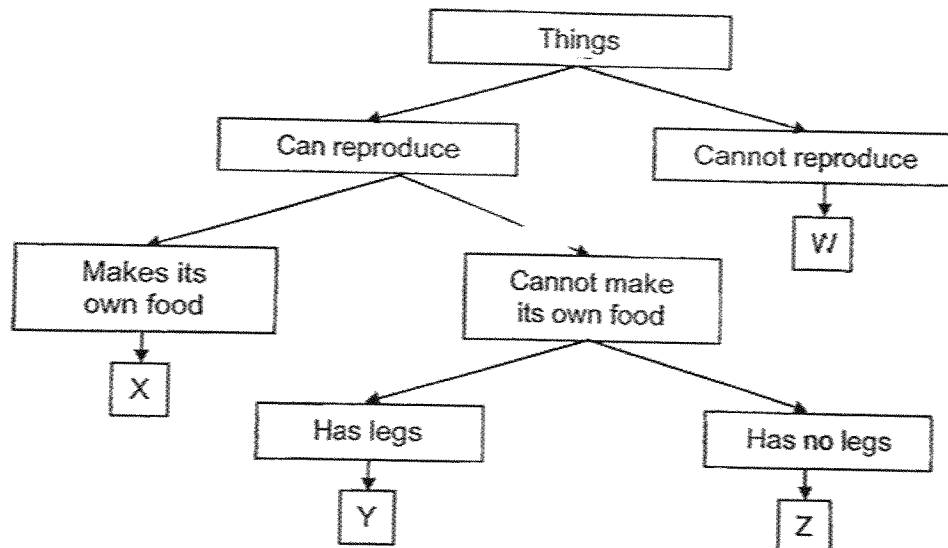 Things
Can reproduce
Cannot reproduce
W
Makes its
own food
Cannot make
its own food
X
Has legs
Has no legs
Y
Z